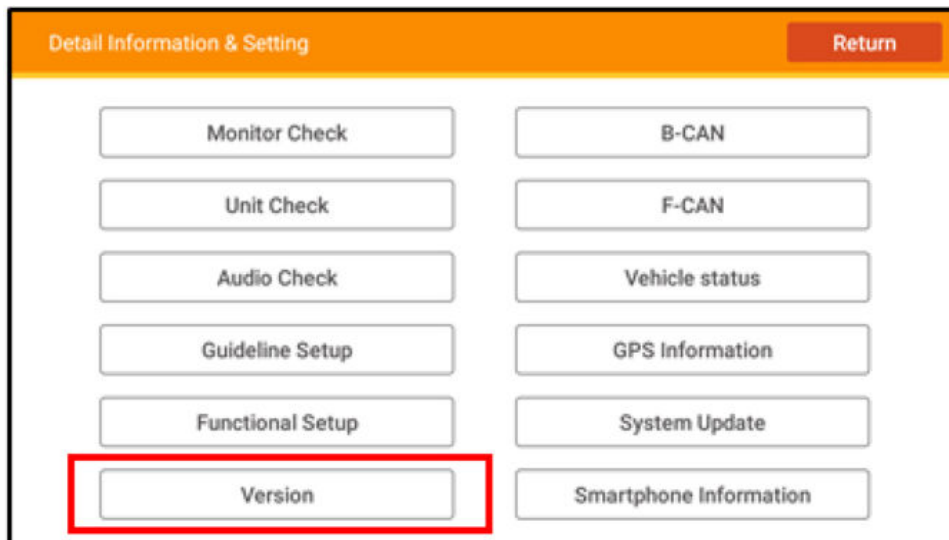 Detail Information & Setting
Return
Monitor Check
B-CAN
Unit Check
F-CAN
Audio Check
Vehicle status
Guideline Setup
GPS Information
Functional Setup
System Update
Version
Smartphone Information